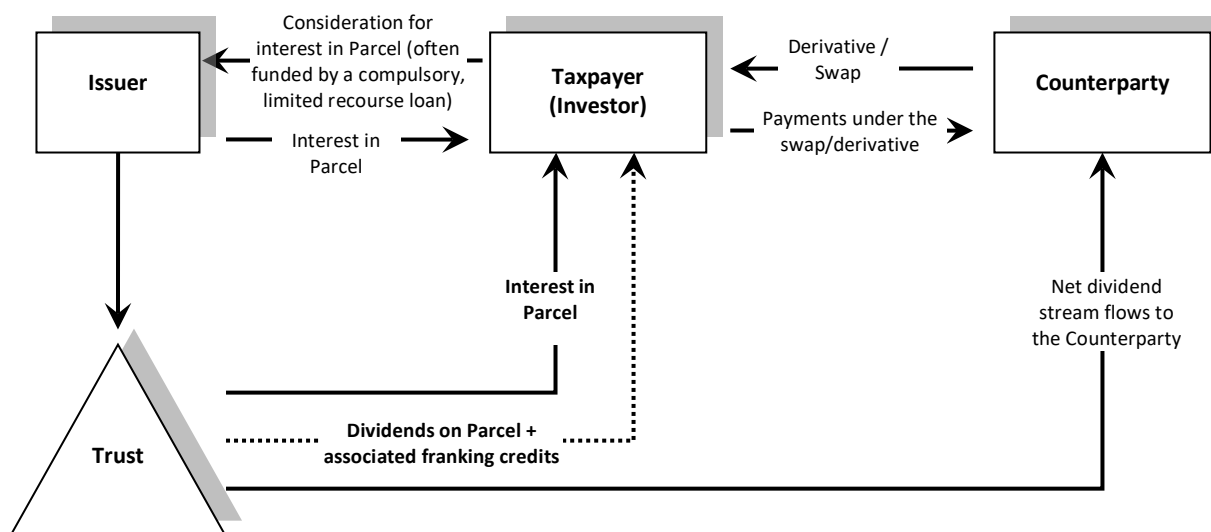 Issuer
Consideration for
interest in Parcel (often
funded by a compulsory,
limited recourse loan)
Interest in
Parcel
Taxpayer
(Investor)
Derivative /
Swap
Payments under the
swap/derivative
Counterparty
Interest in
Parcel
Net dividend
stream flows to
the Counterparty
Dividends on Parcel +
associated franking credits
Trust